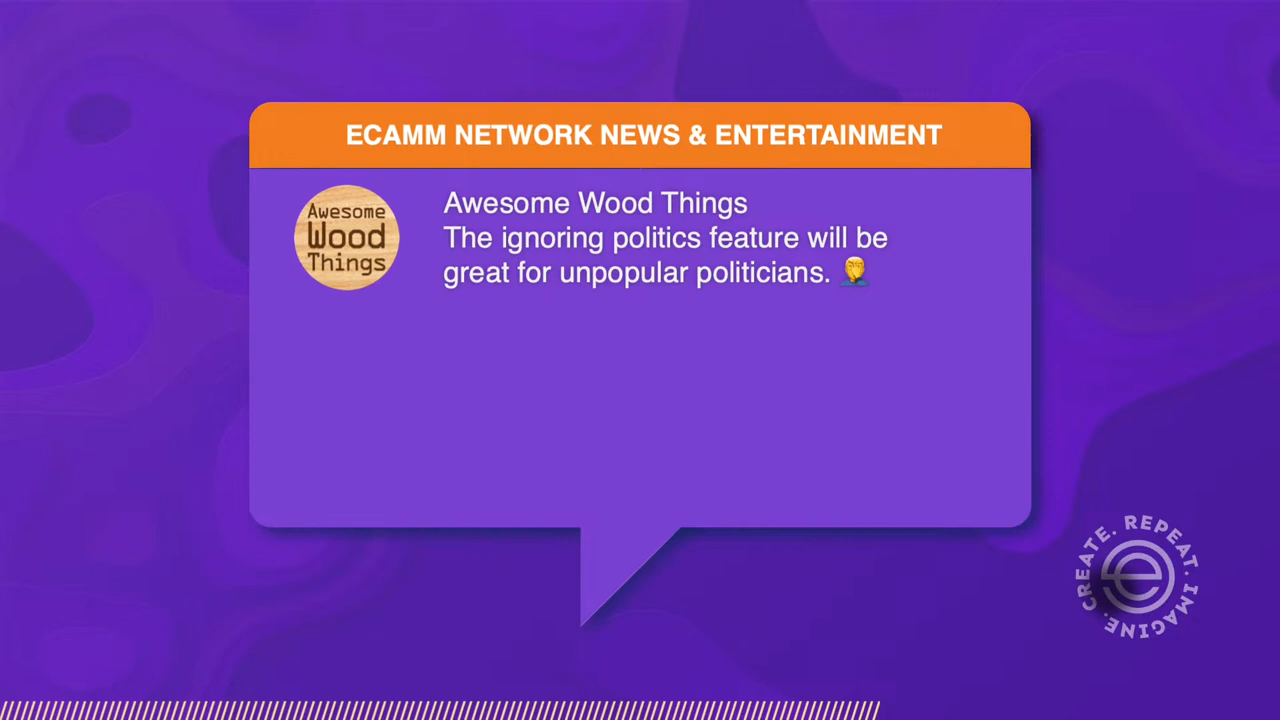 ECAMM NETWORK NEWS & ENTERTAINMENT
Awesome
Wood
Things
Awesome Wood Things
The ignoring politics feature will be
great for unpopular politicians. 🤦‍♂️
CREATE. REPEAT. IMAGINE.